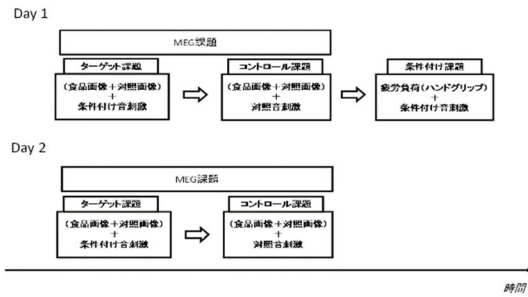 Day 1
MEG課題
ターゲット課題
(食品画像+対照画像)
+
条件付け音刺激
コントロール課題
(食品画像+対照画像)
+
対照音刺激
条件付け課題
疲労負荷(ハンドグリップ)
+
条件付け音刺激
Day 2
MEG課題
ターゲット課題
(食品画像+対照画像)
+
条件付け音刺激
コントロール課題
(食品画像+対照画像)
+
対照音刺激
時間